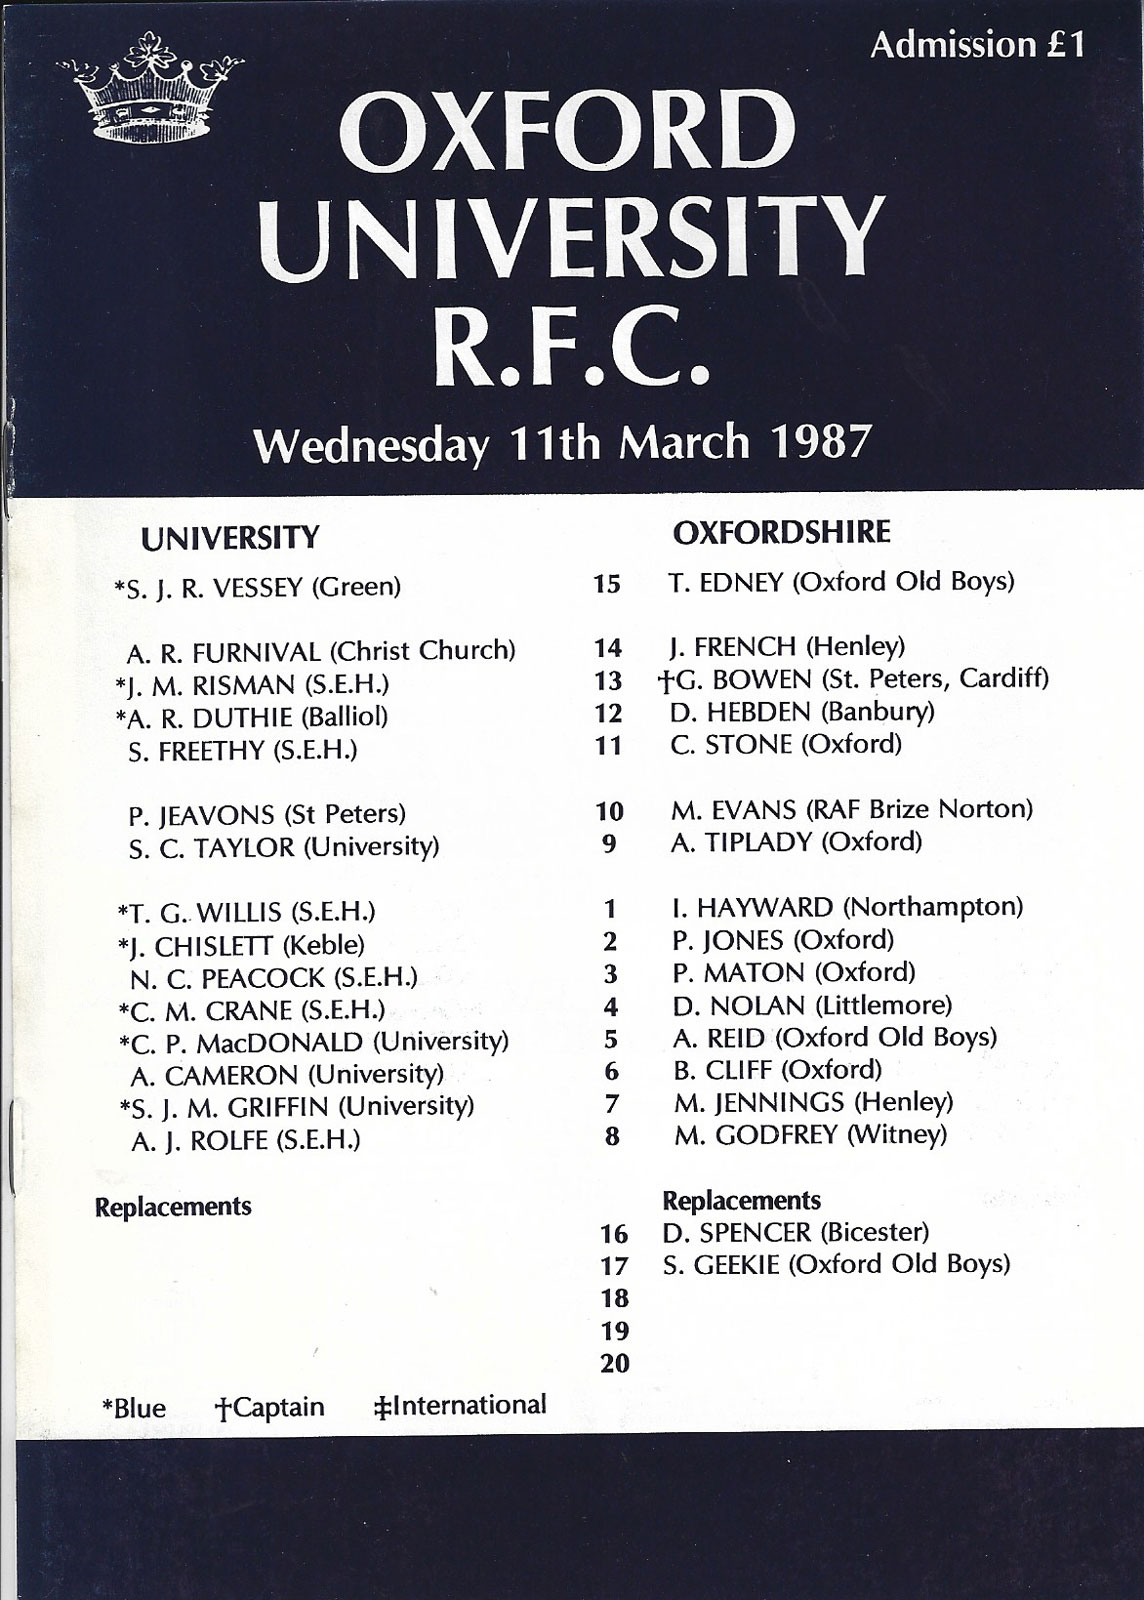 Admission £1
OXFORD
UNIVERSITY
R.F.C.
Wednesday 11th March 1987
UNIVERSITY OXFORDSHIRE
*S. J. R. VESSEY (Green) 15 T. EDNEY (Oxford Old Boys)
A. R. FURNIVAL (Christ Church) 14 J. FRENCH (Henley)
*J. M. RISMAN (S.E.H.) 13 †G. BOWEN (St. Peters, Cardiff)
*A. R. DUTHIE (Balliol) 12 D. HEBDEN (Banbury)
S. FREETHY (S.E.H.) 11 C. STONE (Oxford)
P. JEAVONS (St Peters) 10 M. EVANS (RAF Brize Norton)
S. C. TAYLOR (University) 9 A. TIPLADY (Oxford)
*T. G. WILLIS (S.E.H.) 1 I. HAYWARD (Northampton)
*J. CHISLETT (Keble) 2 P. JONES (Oxford)
N. C. PEACOCK (S.E.H.) 3 P. MATON (Oxford)
*C. M. CRANE (S.E.H.) 4 D. NOLAN (Littlemore)
*C. P. MacDONALD (University) 5 A. REID (Oxford Old Boys)
A. CAMERON (University) 6 B. CLIFF (Oxford)
*S. J. M. GRIFFIN (University) 7 M. JENNINGS (Henley)
A. J. ROLFE (S.E.H.) 8 M. GODFREY (Witney)
Replacements Replacements
16 D. SPENCER (Bicester)
17 S. GEEKIE (Oxford Old Boys)
18
19
20
*Blue †Captain ‡International